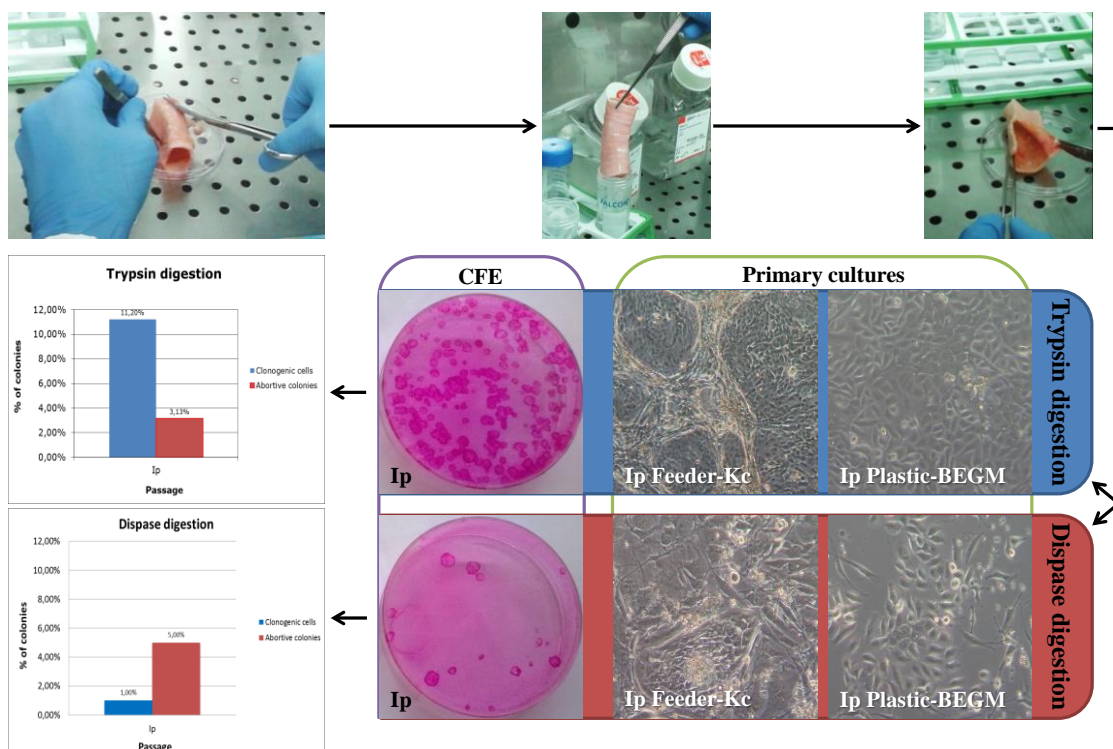 FALCON
Trypsin digestion
12,00%
10,00%
8,00%
6,00%
4,00%
2,00%
0,00%
11,20%
3,13%
% of colonies
Clonogenic cells
Abortive colonies
Ip
Passage
CFE
Primary cultures
Ip
Ip Feeder-Kc
Ip Plastic-BEGM
Trypsin digestion
Dispase digestion
12,00%
10,00%
8,00%
6,00%
4,00%
2,00%
0,00%
1,00%
5,00%
% of colonies
Clonogenic cells
Abortive colonies
Ip
Passage
Ip
Ip Feeder-Kc
Ip Plastic-BEGM
Dispase digestion